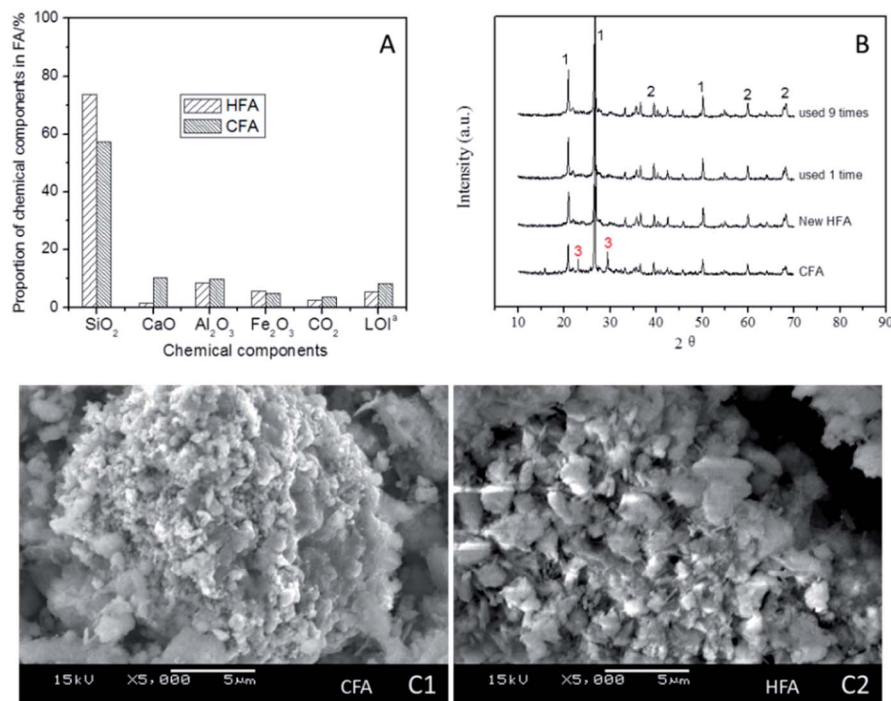 A
Proportion of chemical components in FA/%
100
80
60
40
20
0
HFA
CFA
SiO₂ CaO Al₂O₃ Fe₂O₃ CO₂ LOIᵃ
Chemical components
B
Intensity (a.u.)
1 1 2 1 2 2
used 9 times
used 1 time
New HFA
3 3
CFA
10 20 30 40 50 60 70 80 90
2 θ
15kV X5,000 5μm CFA C1
15kV X5,000 5μm HFA C2